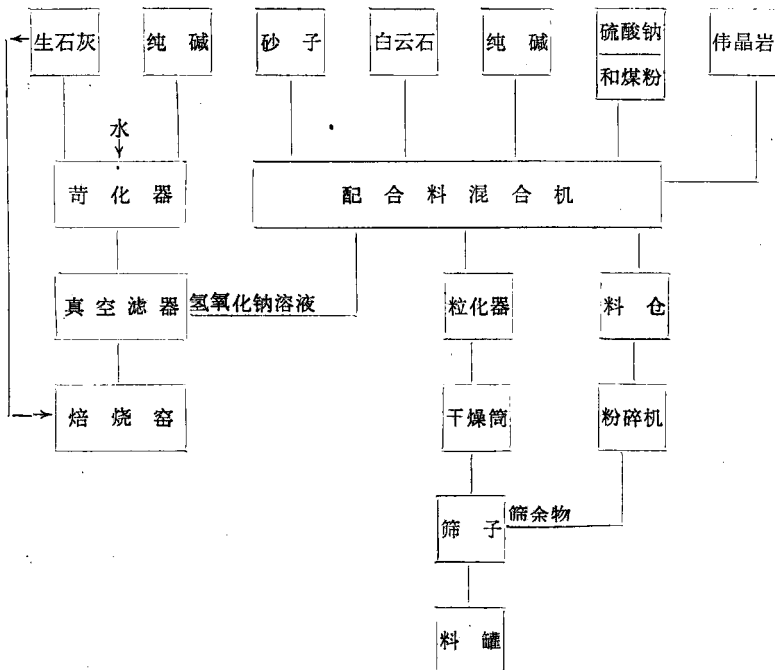 生石灰
纯碱
砂子
白云石
纯碱
硫酸钠
和煤粉
伟晶岩
水
苛化器
配合料混合机
真空滤器
氢氧化钠溶液
粒化器
料仓
焙烧窑
干燥筒
粉碎机
筛子
筛余物
料罐